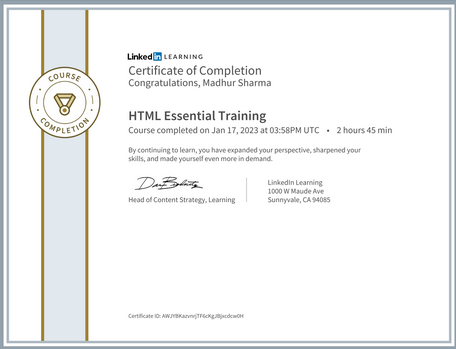 Linked in LEARNING
Certificate of Completion
Congratulations, Madhur Sharma
COURSE
COMPLETION
HTML Essential Training
Course completed on Jan 17, 2023 at 03:58PM UTC • 2 hours 45 min
By continuing to learn, you have expanded your perspective, sharpened your
skills, and made yourself even more in demand.
Head of Content Strategy, Learning
LinkedIn Learning
1000 W Maude Ave
Sunnyvale, CA 94085
Certificate ID: